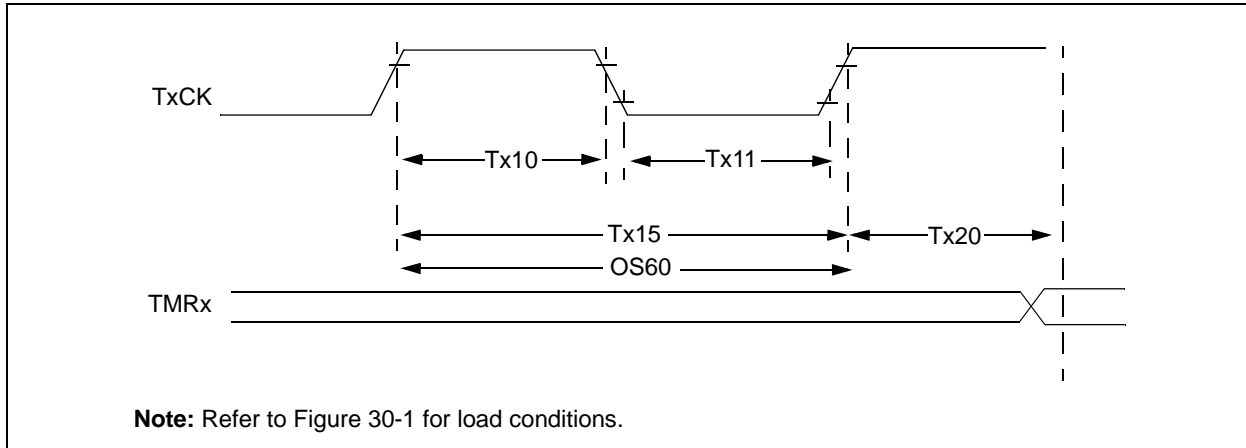 TxCK
Tx10
Tx11
Tx15
Tx20
OS60
TMRx
Note: Refer to Figure 30-1 for load conditions.